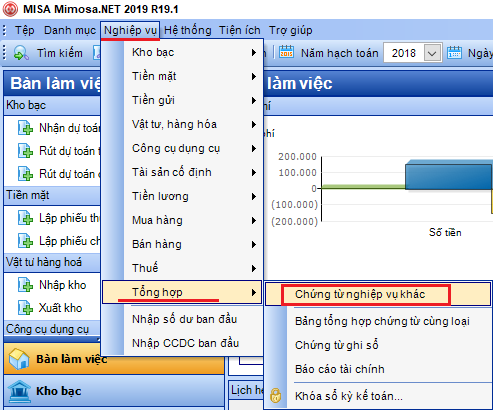 MISA Mimosa.NET 2019 R19.1
Tệp Danh mục Nghiệp vụ Hệ thống Tiện ích Trợ giúp
Tìm kiếm Năm hạch toán 2018 Ngày
Bàn làm việc
làm việc
Kho bạc
Nhận dự toán
Rút dự toán
Rút dự toán
Tiền mặt
Lập phiếu
Lập phiếu
Vật tư hàng hoá
Nhập kho
Xuất kho
Công cụ dụng cụ
Bàn làm việc
Kho bạc
Kho bạc
Tiền mặt
Tiền gửi
Vật tư, hàng hóa
Công cụ dụng cụ
Tài sản cố định
Tiền lương
Mua hàng
Bán hàng
Thuế
Tổng hợp
Nhập số dư ban đầu
Nhập CCDC ban đầu
Chứng từ nghiệp vụ khác
Bảng tổng hợp chứng từ cùng loại
Chứng từ ghi sổ
Báo cáo tài chính
Khóa sổ kỳ kế toán...
200.000
100.000
0
(100.000)
(200.000)
Số tiền
Lịch